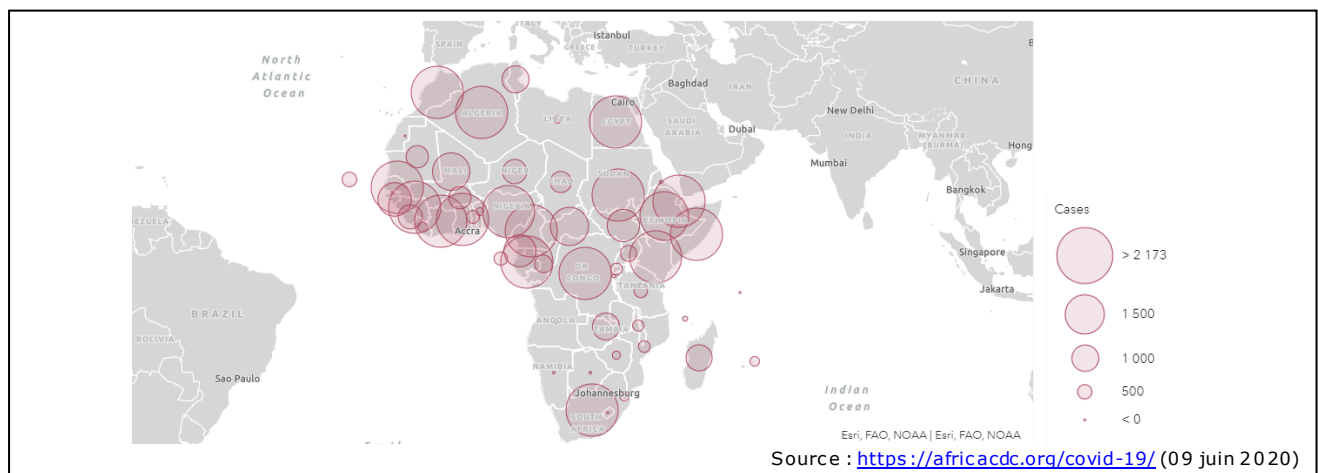 ITALY
Istanbul
SPAIN
GREECE
TURKEY
North
Atlantic
Ocean
CHINA
Baghdad
IRAN
ALGERIA
Cairo
LIBYA
EGYPT
SAUDI
ARABIA
Dubai
New Delhi
INDIA
MYANMAR
(BURMA)
Hong
Mumbai
MALI
NIGER
CHAD
SUDAN
Bangkok
NIGERIA
ETHIOPIA
Accra
Cases
> 2 173
Singapore
DR
CONGO
TANZANIA
Jakarta
1 500
BRAZIL
ANGOLA
ZAMBIA
BOLIVIA
1 000
NAMIBIA
Sao Paulo
Johannesburg
Indian
Ocean
500
SOUTH
AFRICA
< 0
Esri, FAO, NOAA | Esri, FAO, NOAA
Source : https://africacdc.org/covid-19/ (09 juin 2020)